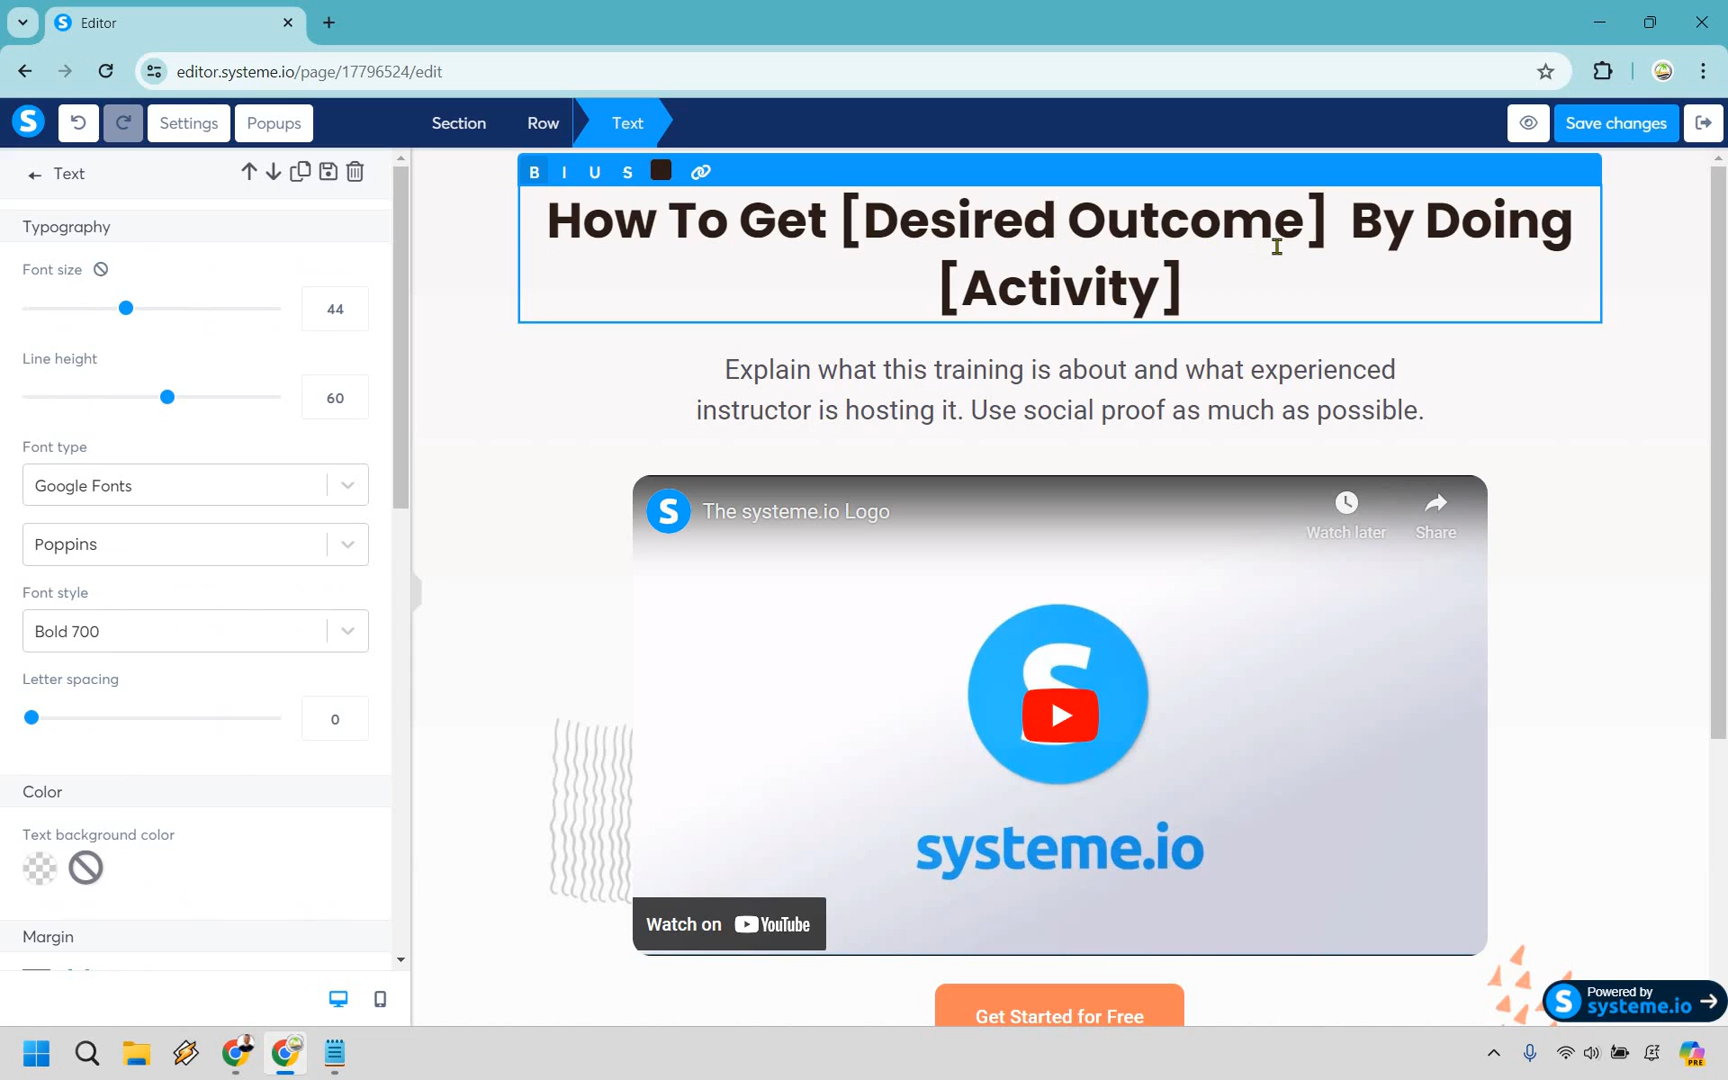 Editor
editor.systeme.io/page/17796524/edit
S
Settings
Popups
Section
Row
Text
Save changes
Text
B I U S
Typography
Font size
44
Line height
60
Font type
Google Fonts
Poppins
Font style
Bold 700
Letter spacing
0
Color
Text background color
Margin
How To Get [Desired Outcome] By Doing
[Activity]
Explain what this training is about and what experienced
instructor is hosting it. Use social proof as much as possible.
S
The systeme.io Logo
Watch later
Share
S
systeme.io
Watch on YouTube
Get Started for Free
S
Powered by
systeme.io
PRE